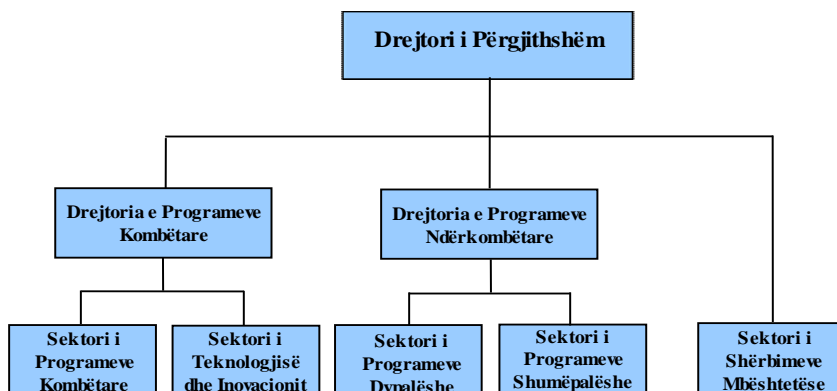 Drejtori i Përgjithshëm
Drejtoria e Programeve
Kombëtare
Drejtoria e Programeve
Ndërkombëtare
Sektori i
Programeve
Kombëtare
Sektori i
Teknologjisë
dhe Inovacionit
Sektori i
Programeve
Dypalëshe
Sektori i
Programeve
Shumëpalëshe
Sektori i
Shërbimeve
Mbështetëse